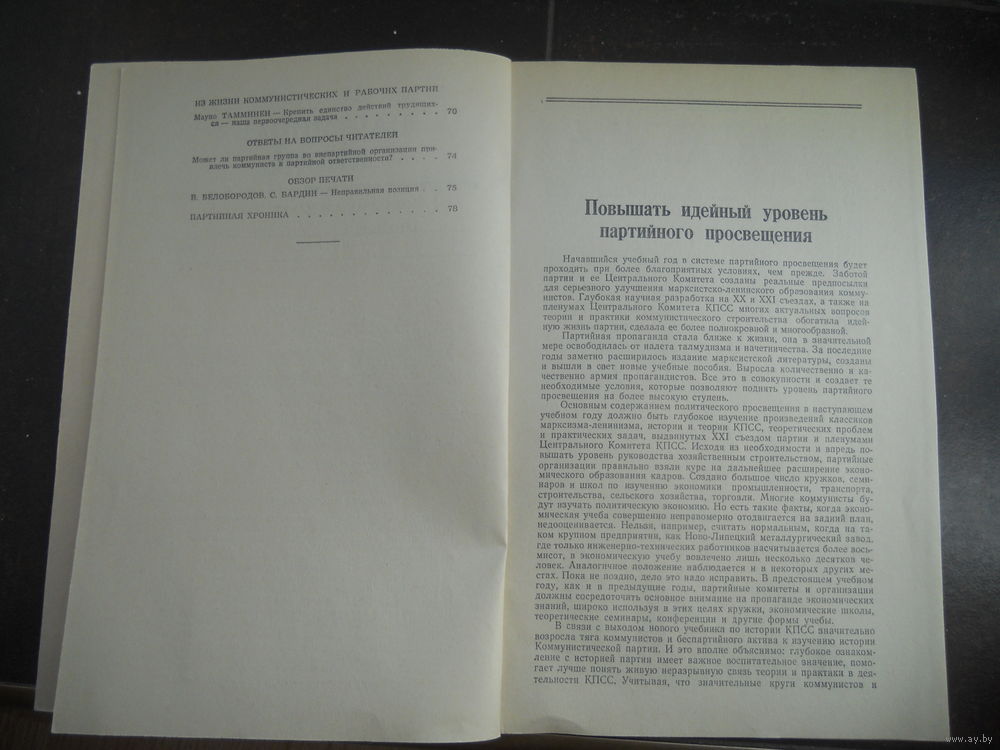 ИЗ ЖИЗНИ КОММУНИСТИЧЕСКИХ И РАБОЧИХ ПАРТИЙ
Мауно ТАММИНЕН — Крепить единство действий трудящих-
ся — наша первоочередная задача . . . . . . . . . 70
ОТВЕТЫ НА ВОПРОСЫ ЧИТАТЕЛЕЙ
Может ли партийная группа во внепартийной организации при-
влечь коммуниста к партийной ответственности? . . . . 74
ОБЗОР ПЕЧАТИ
В. БЕЛОБОРОДОВ, С. БАРДИН — Неправильная позиция . . 75
ПАРТИЙНАЯ ХРОНИКА . . . . . . . . . . . . . 78
Повышать идейный уровень
партийного просвещения
Начавшийся учебный год в системе партийного просвещения будет
проходить при более благоприятных условиях, чем прежде. Заботой
партии и ее Центрального Комитета созданы реальные предпосылки
для серьезного улучшения марксистско-ленинского образования комму-
нистов. Глубокая научная разработка на XX и XXI съездах, а также на
пленумах Центрального Комитета КПСС многих актуальных вопросов
теории и практики коммунистического строительства обогатила идей-
ную жизнь партии, сделала ее более полнокровной и многообразной.
Партийная пропаганда стала ближе к жизни, она в значительной
мере освободилась от налета талмудизма и начетничества. За последние
годы заметно расширилось издание марксистской литературы, созданы
и вышли в свет новые учебные пособия. Выросла количественно и ка-
чественно армия пропагандистов. Все это в совокупности и создает те
необходимые условия, которые позволяют поднять уровень партийного
просвещения на более высокую ступень.
Основным содержанием политического просвещения в наступающем
учебном году должно быть глубокое изучение произведений классиков
марксизма-ленинизма, истории и теории КПСС, теоретических проблем
и практических задач, выдвинутых XXI съездом партии и пленумами
Центрального Комитета КПСС. Исходя из необходимости и впредь по-
вышать уровень руководства хозяйственным строительством, партийные
организации правильно взяли курс на дальнейшее расширение эконо-
мического образования кадров. Создано большое число кружков, семи-
наров и школ по изучению экономики промышленности, транспорта,
строительства, сельского хозяйства, торговли. Многие коммунисты бу-
дут изучать политическую экономию. Но есть такие факты, когда эконо-
мическая учеба совершенно неправомерно отодвигается на задний план,
недооценивается. Нельзя, например, считать нормальным, когда на та-
ком крупном предприятии, как Ново-Липецкий металлургический завод,
где только инженерно-технических работников насчитывается более вось-
мисот, в экономическую учебу вовлечено лишь несколько десятков че-
ловек. Аналогичное положение наблюдается и в некоторых других ме-
стах. Пока не поздно, дело это надо исправить. В предстоящем учебном
году, как и в предыдущие годы, партийные комитеты и организации
должны сосредоточить основное внимание на пропаганде экономических
знаний, широко используя в этих целях кружки, экономические школы,
теоретические семинары, конференции и другие формы учебы.
В связи с выходом нового учебника по истории КПСС значительно
возросла тяга коммунистов и беспартийного актива к изучению истории
Коммунистической партии. И это вполне объяснимо: глубокое ознаком-
ление с историей партии имеет важное воспитательное значение, помо-
гает лучше понять живую неразрывную связь теории и практики в дея-
тельности КПСС. Учитывая, что значительные круги коммунистов и
www.ay.by